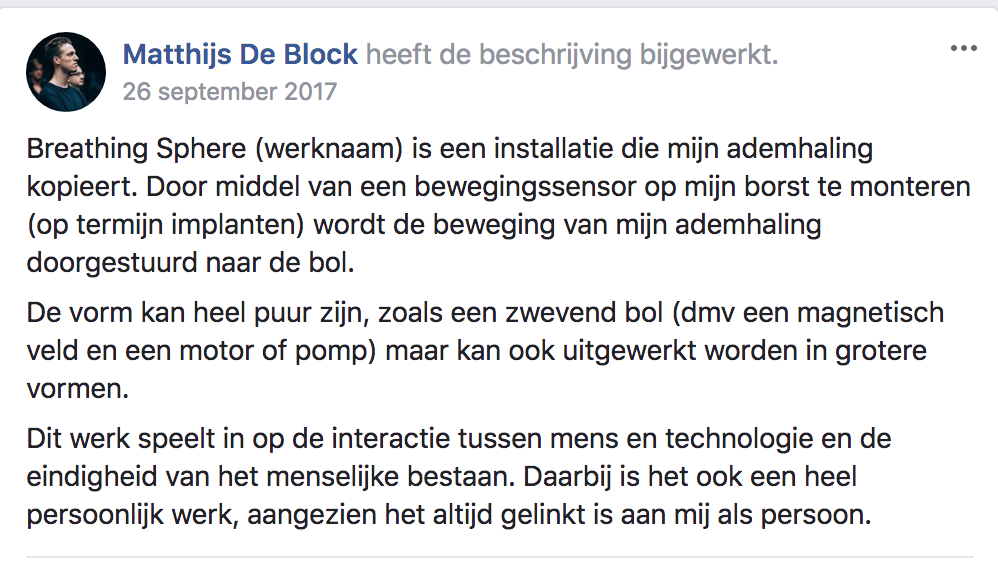 Matthijs De Block heeft de beschrijving bijgewerkt.
26 september 2017
Breathing Sphere (werknaam) is een installatie die mijn ademhaling
kopieert. Door middel van een bewegingssensor op mijn borst te monteren
(op termijn implanten) wordt de beweging van mijn ademhaling
doorgestuurd naar de bol.
De vorm kan heel puur zijn, zoals een zwevend bol (dmv een magnetisch
veld en een motor of pomp) maar kan ook uitgewerkt worden in grotere
vormen.
Dit werk speelt in op de interactie tussen mens en technologie en de
eindigheid van het menselijke bestaan. Daarbij is het ook een heel
persoonlijk werk, aangezien het altijd gelinkt is aan mij als persoon.